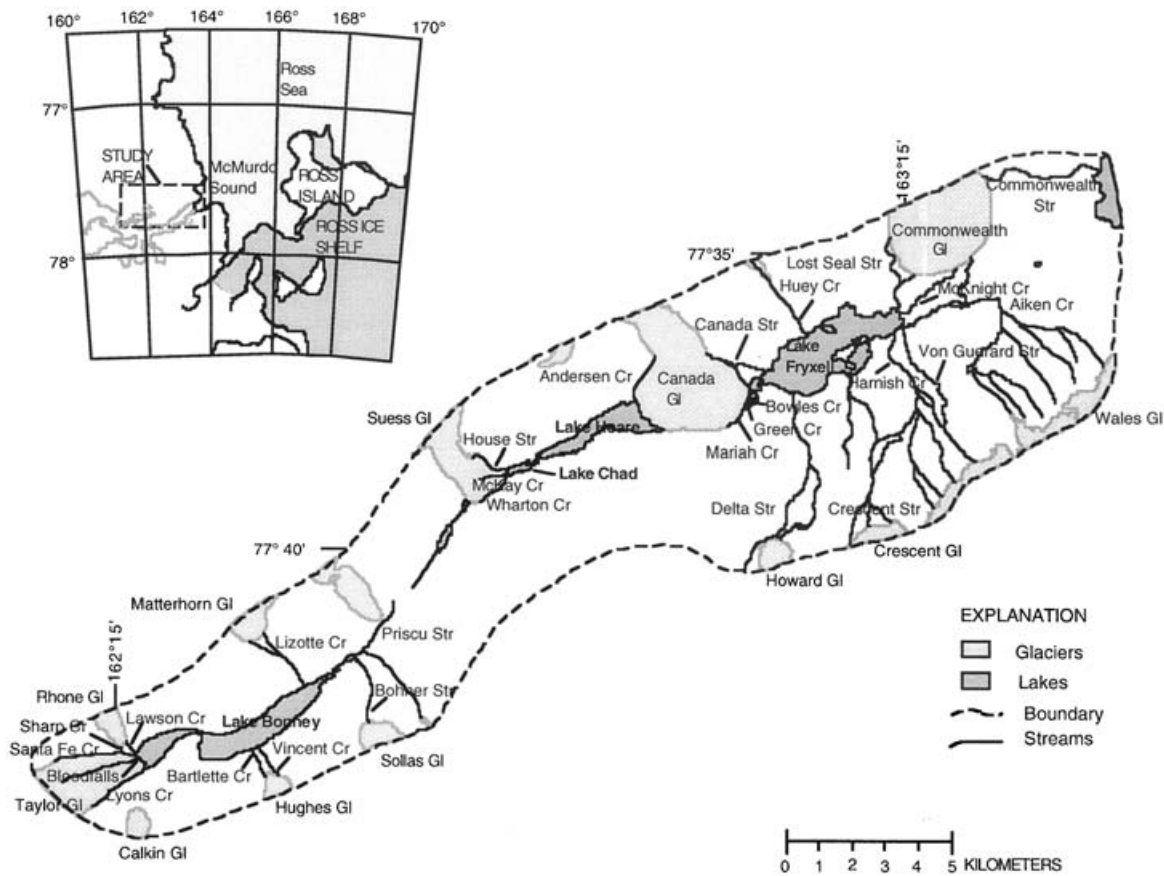 160°
162°
164°
166°
168°
170°
Ross
Sea
77°
STUDY
AREA
McMurdo
Sound
ROSS
ISLAND
ROSS ICE
SHELF
78°
163°15'
Commonwealth
Str
Commonwealth
Gl
77°35'
Lost Seal Str
Huey Cr
McKnight Cr
Aiken Cr
Canada Str
Lake
Fryxel
Von Guerard Str
Harnish Cr
Andersen Cr
Canada
Gl
Bowles Cr
Green Cr
Mariah Cr
Wales Gl
Suess Gl
Lake Hoare
House Str
Lake Chad
McKay Cr
Wharton Cr
Delta Str
Crescent Str
Crescent Gl
Howard Gl
77° 40'
Matterhorn Gl
Lizotte Cr
Priscu Str
162°15'
Rhone Gl
Bohner Str
Sharp Cr
Lawson Cr
Lake Bonney
Santa Fe Cr
Bloodfalls
Vincent Cr
Bartlette Cr
Sollas Gl
Taylor Gl
Lyons Cr
Hughes Gl
Calkin Gl
EXPLANATION
Glaciers
Lakes
Boundary
Streams
0 1 2 3 4 5 KILOMETERS